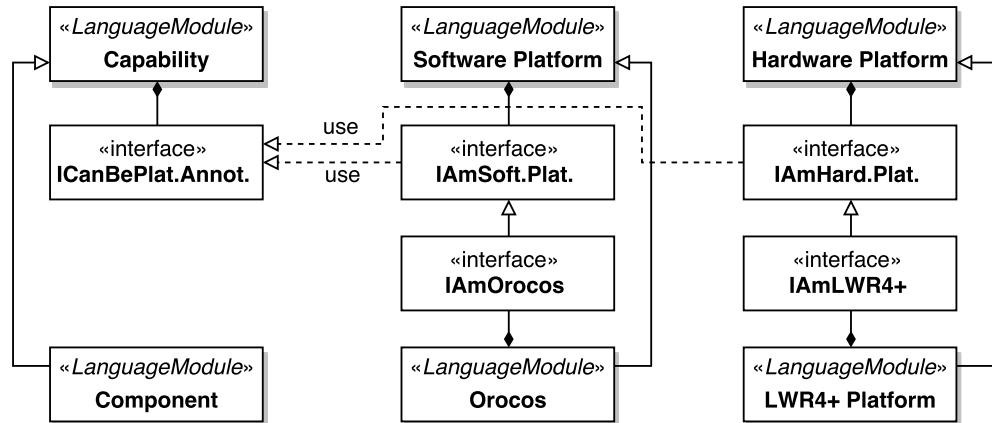 «LanguageModule»
Capability
«LanguageModule»
Software Platform
«LanguageModule»
Hardware Platform
use
use
«interface»
ICanBePlat.Annot.
«interface»
IAmSoft.Plat.
«interface»
IAmHard.Plat.
«interface»
IAmOrocos
«interface»
IAmLWR4+
«LanguageModule»
Component
«LanguageModule»
Orocos
«LanguageModule»
LWR4+ Platform